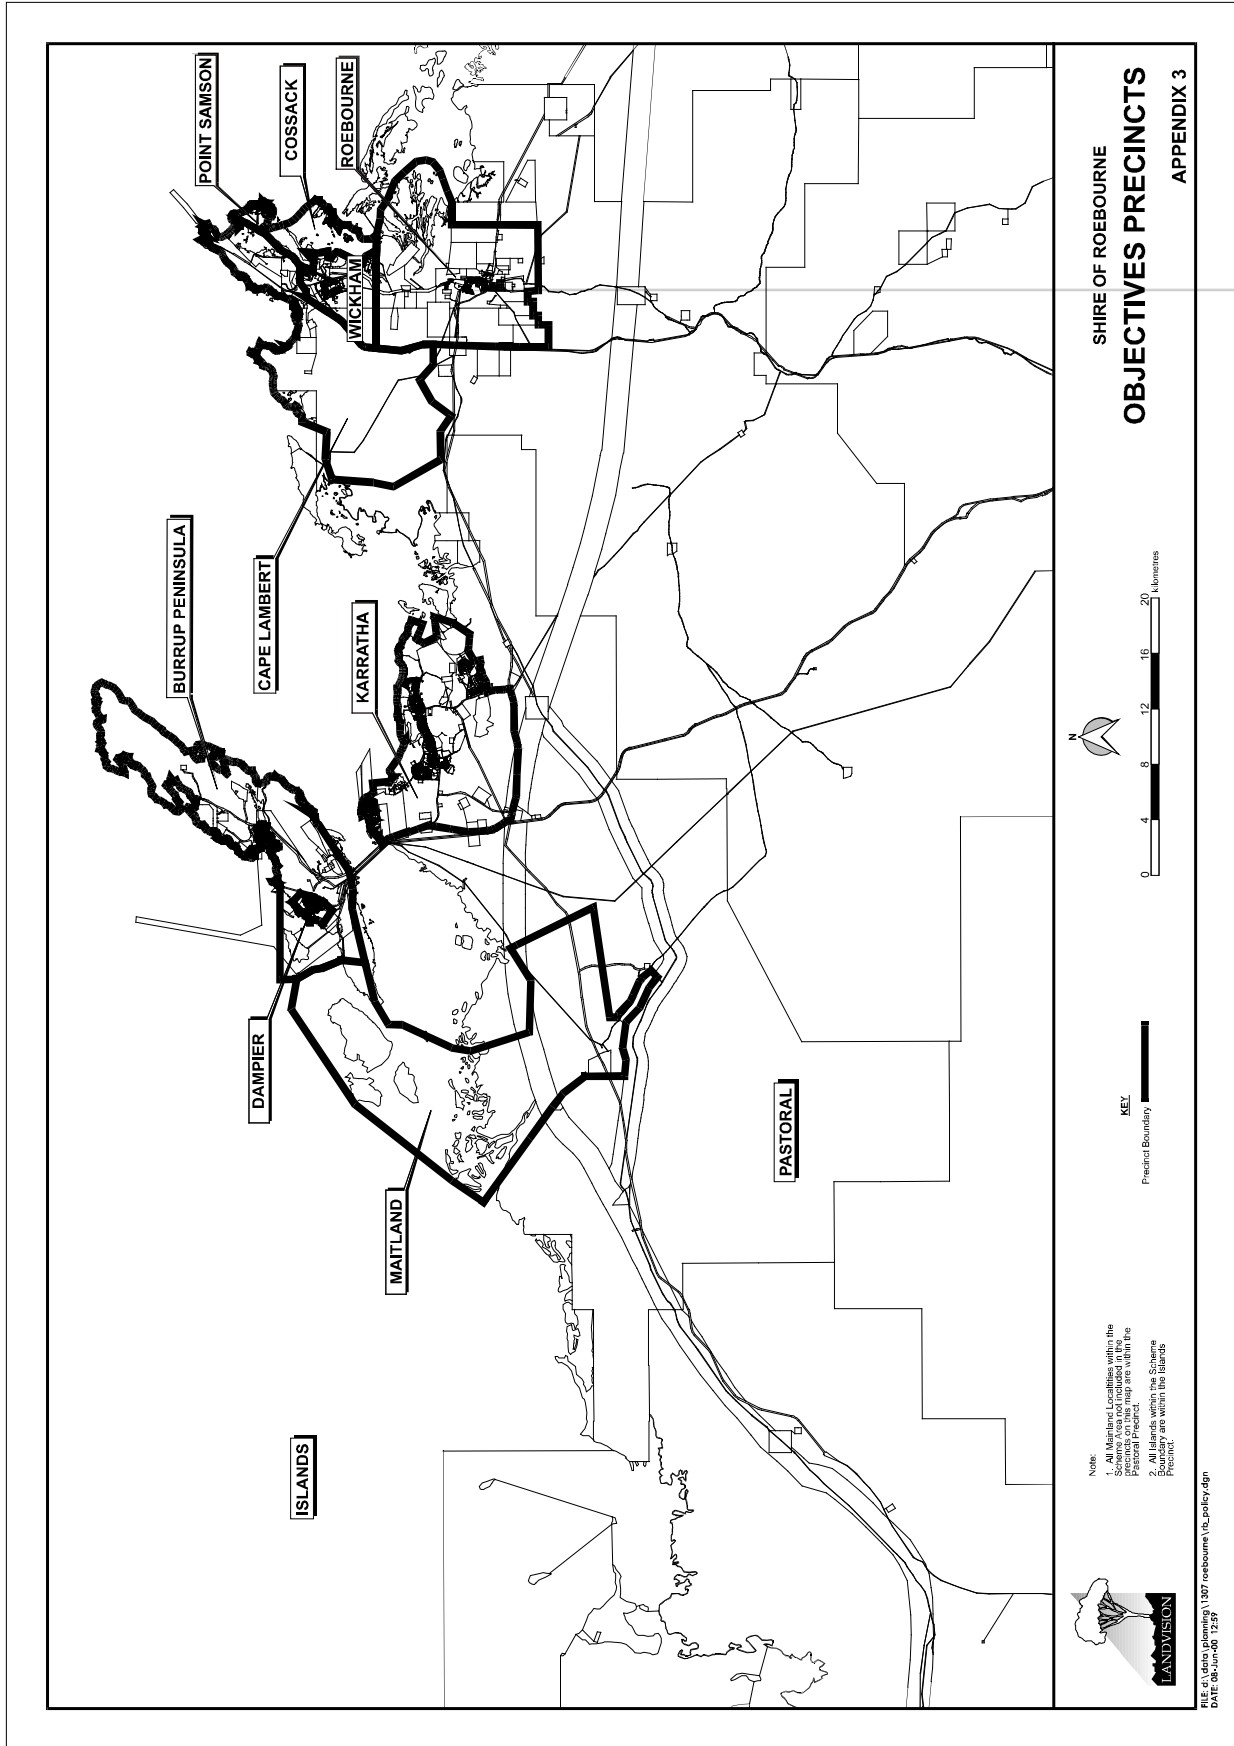 POINT SAMSON
COSSACK
ROEBOURNE
WICKHAM
BURRUP PENINSULA
CAPE LAMBERT
KARRATHA
DAMPIER
MAITLAND
PASTORAL
ISLANDS
SHIRE OF ROEBOURNE
OBJECTIVES PRECINCTS
APPENDIX 3
N
0 4 8 12 16 20
kilometres
KEY
Precinct Boundary
Note:
1. All Mainland Localtities within the
Scheme Area not included in the
precincts on this map are within the
Pastoral Precinct.
2. All Islands within the Scheme
Boundary are within the Islands
Precinct.
LANDVISION
FILE: d:\data\planning\1307 roebourne\rb_policy.dgn
DATE: 08-Jun-00 12:59